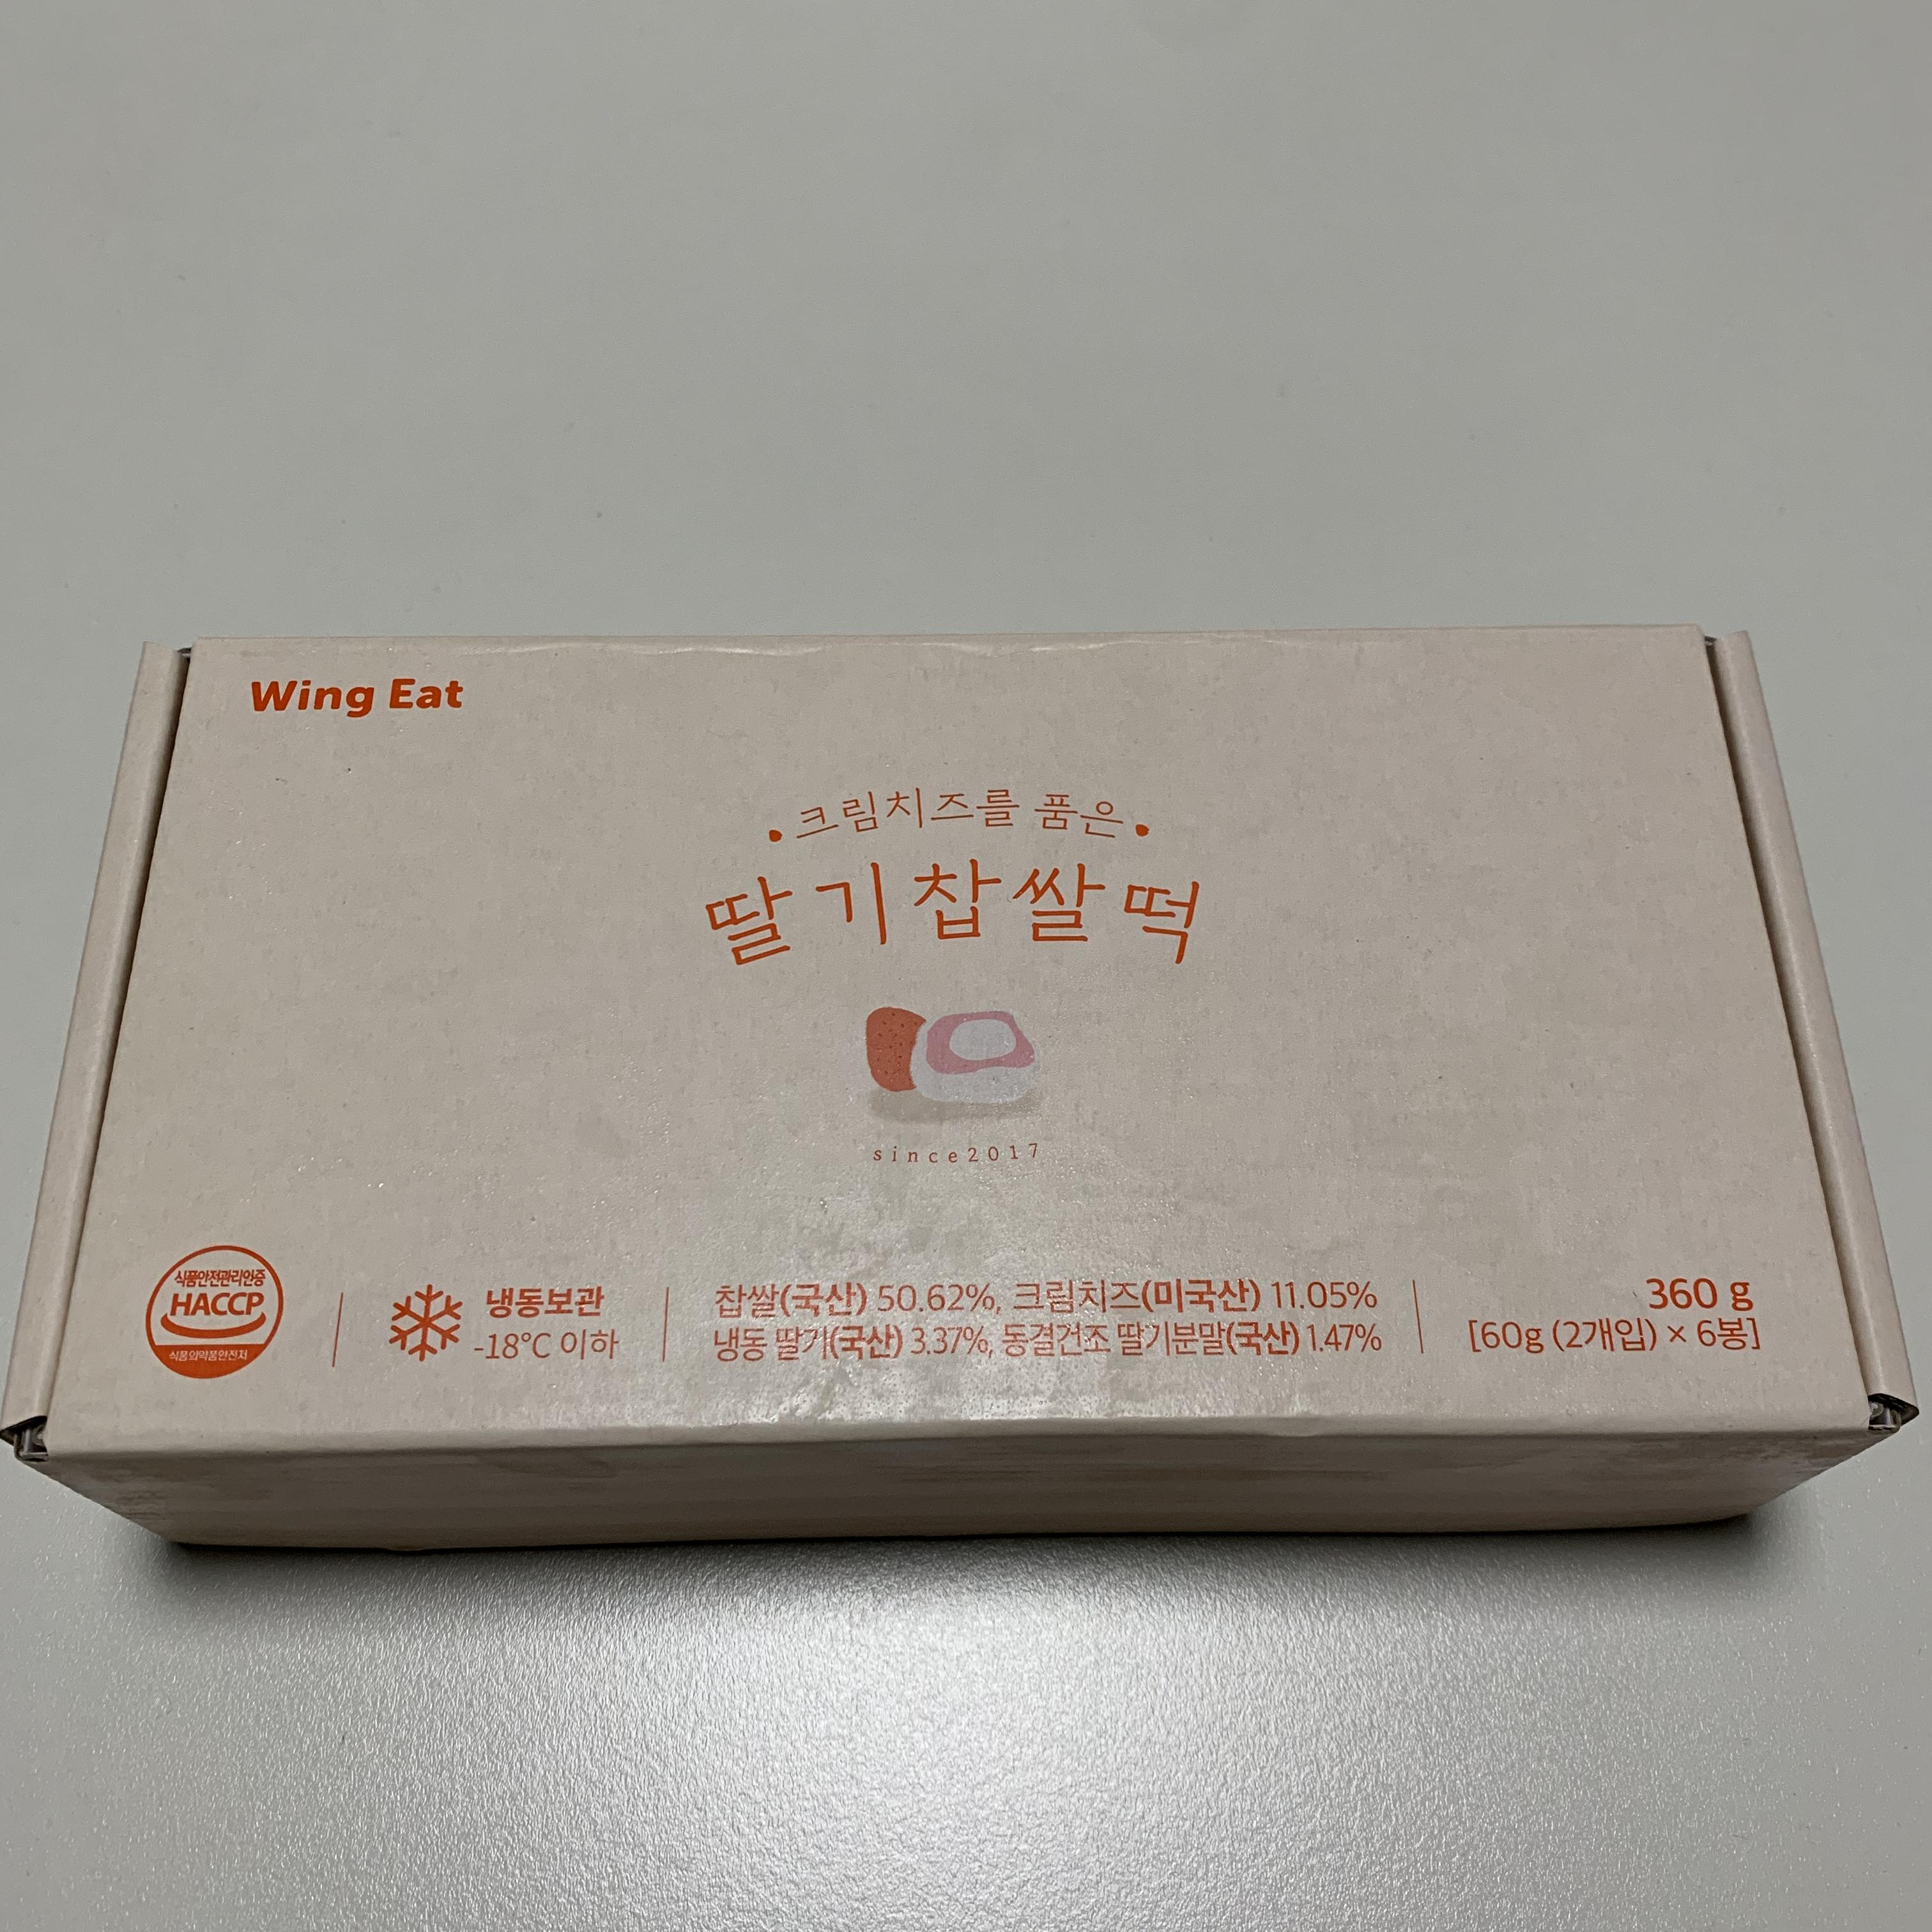 Wing Eat
크림치즈를 품은
딸기찹쌀떡
since2017
식품안전관리인증
HACCP
식품의약품안전처
냉동보관
-18℃ 이하
찹쌀(국산) 50.62%, 크림치즈(미국산) 11.05%
냉동 딸기(국산) 3.37%, 동결건조 딸기분말(국산) 1.47%
360 g
[60g (2개입) × 6봉]